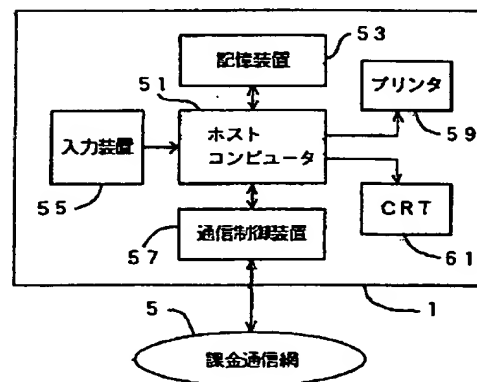 53
記憶装置
51
プリンタ
入力装置
ホスト
コンピュータ
59
55
通信制御装置
CRT
57
61
5
1
課金通信網